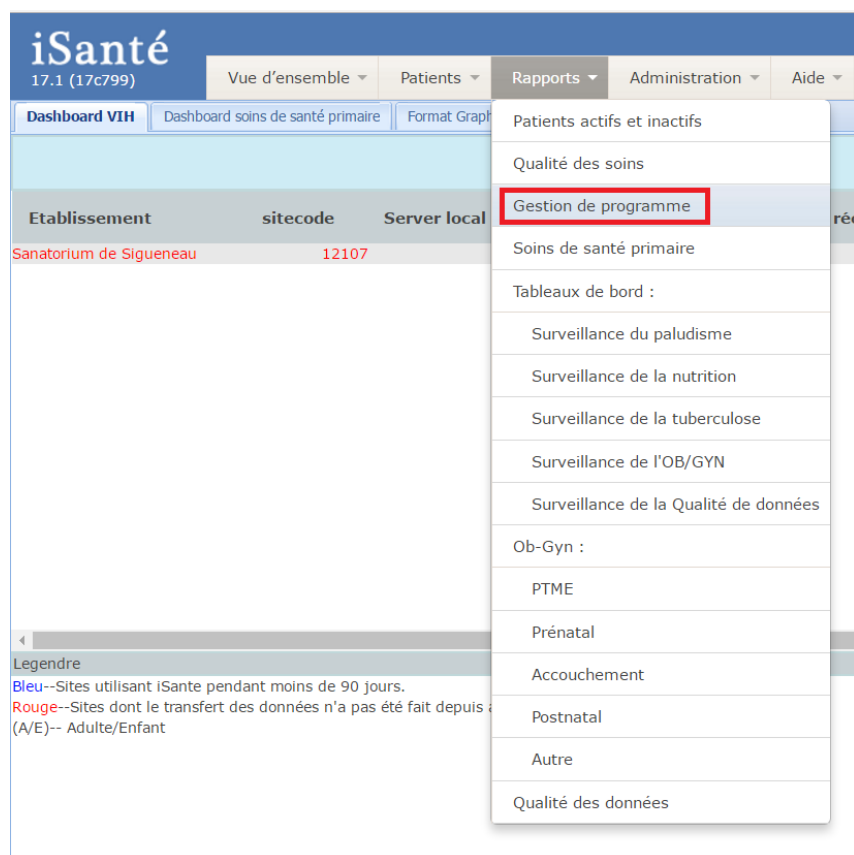 iSanté
17.1 (17c799)
Vue d'ensemble Patients Rapports Administration Aide
Dashboard VIH Dashboard soins de santé primaire Format Graph
Patients actifs et inactifs
Qualité des soins
Gestion de programme
Etablissement sitecode Server local
Soins de santé primaire
Sanatorium de Sigueneau 12107
Tableaux de bord :
Surveillance du paludisme
Surveillance de la nutrition
Surveillance de la tuberculose
Surveillance de l'OB/GYN
Surveillance de la Qualité de données
Ob-Gyn :
PTME
Prénatal
Accouchement
Postnatal
Autre
Qualité des données
Legendre
Bleu--Sites utilisant iSante pendant moins de 90 jours.
Rouge--Sites dont le transfert des données n'a pas été fait depuis
(A/E)-- Adulte/Enfant